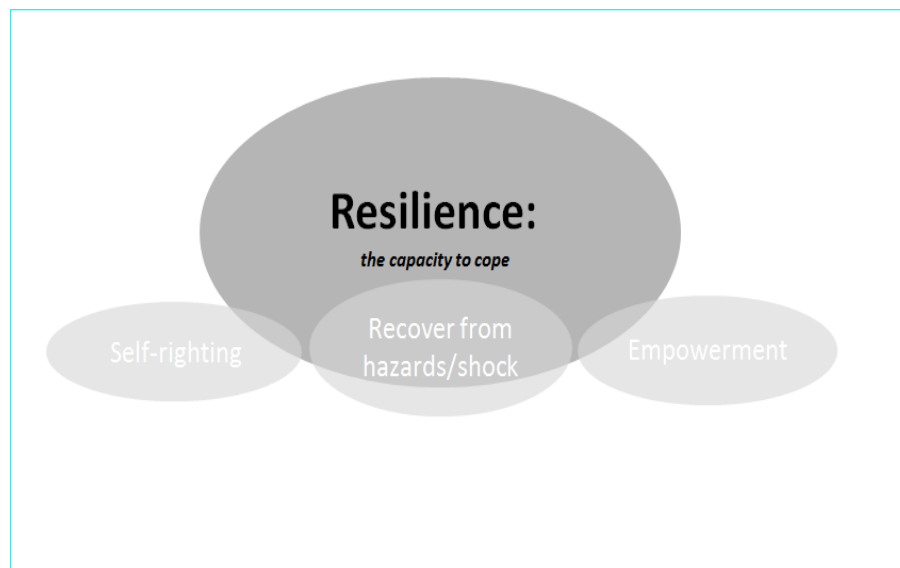 Resilience:
the capacity to cope
Self-righting
Recover from
hazards/shock
Empowerment